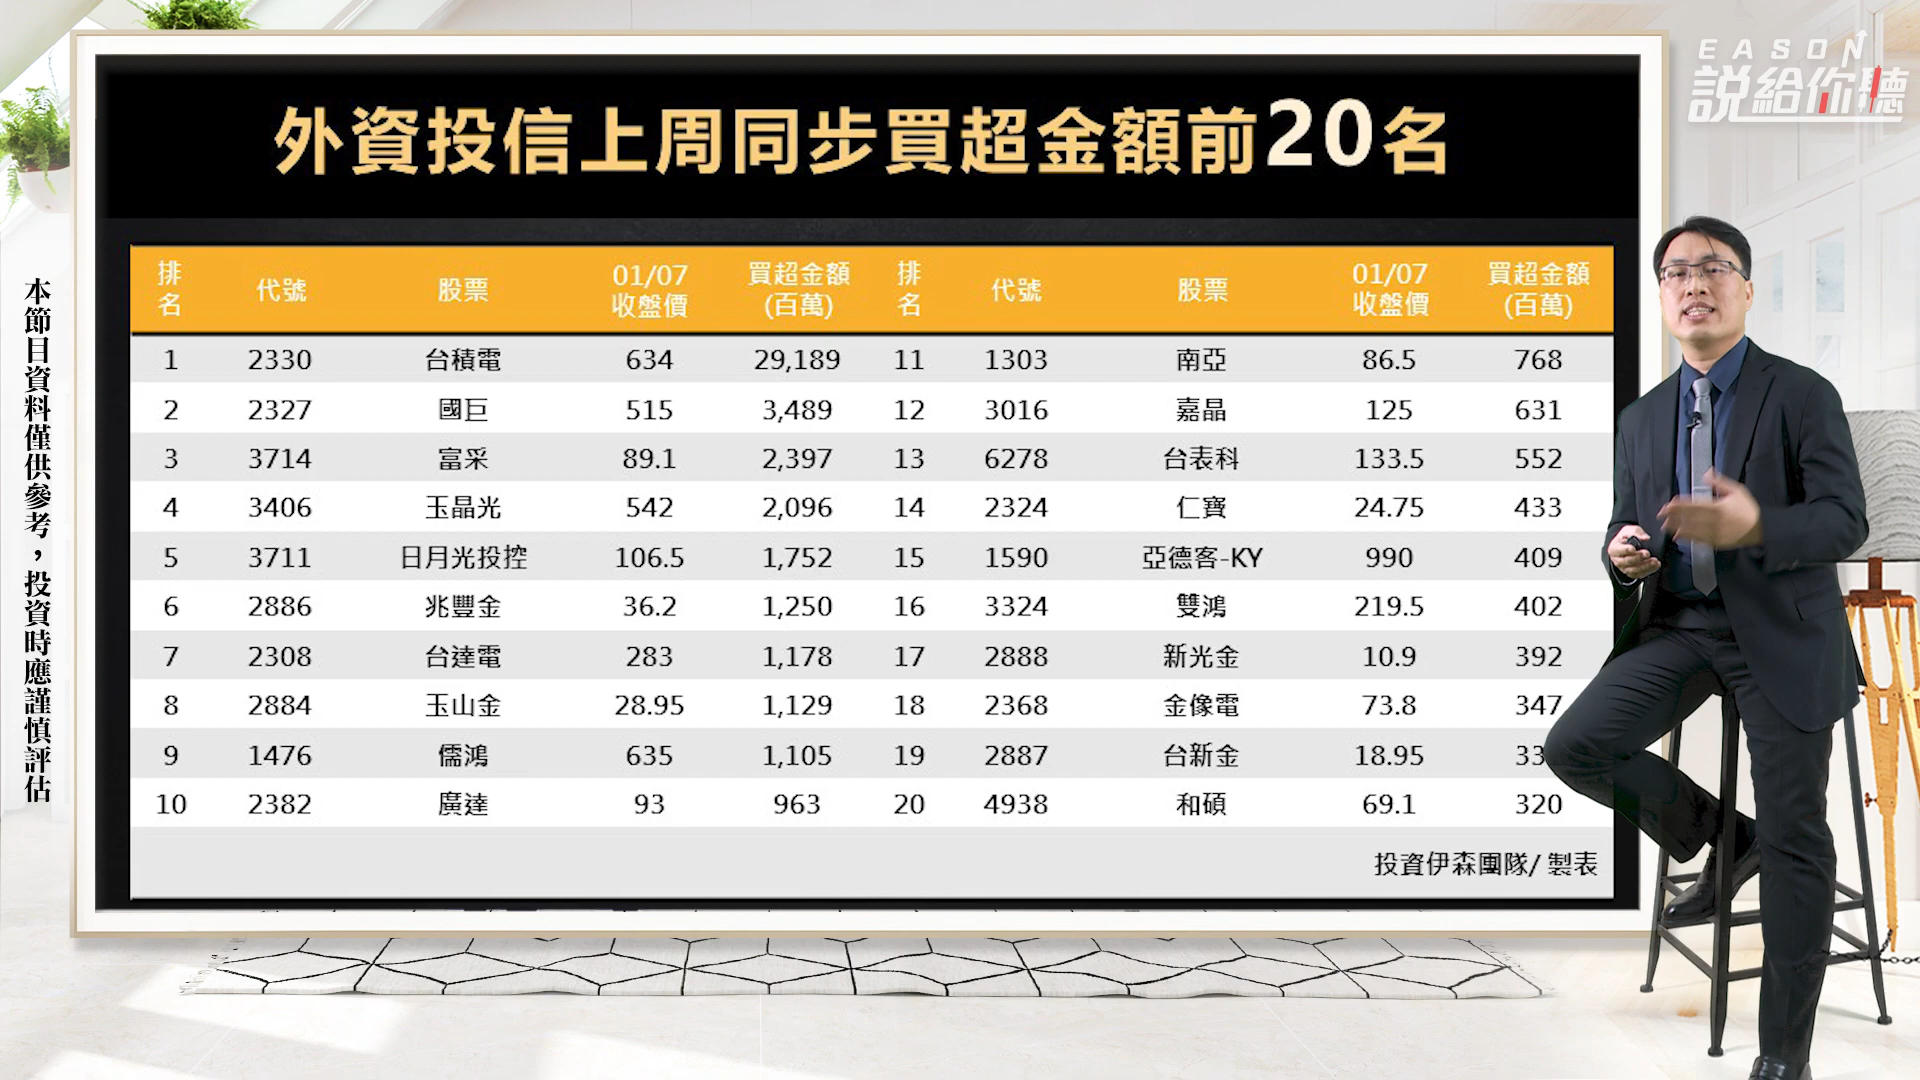 EASON
説給你聽
外資投信上周同步買超金額前20名
排名 代號 股票 01/07收盤價 買超金額(百萬) 排名 代號 股票 01/07收盤價 買超金額(百萬)
1 2330 台積電 634 29,189 11 1303 南亞 86.5 768
2 2327 國巨 515 3,489 12 3016 嘉晶 125 631
3 3714 富采 89.1 2,397 13 6278 台表科 133.5 552
4 3406 玉晶光 542 2,096 14 2324 仁寶 24.75 433
5 3711 日月光投控 106.5 1,752 15 1590 亞德客-KY 990 409
6 2886 兆豐金 36.2 1,250 16 3324 雙鴻 219.5 402
7 2308 台達電 283 1,178 17 2888 新光金 10.9 392
8 2884 玉山金 28.95 1,129 18 2368 金像電 73.8 347
9 1476 儒鴻 635 1,105 19 2887 台新金 18.95
10 2382 廣達 93 963 20 4938 和碩 69.1 320
投資伊森團隊/ 製表
本節目資料僅供參考，投資時應謹慎評估